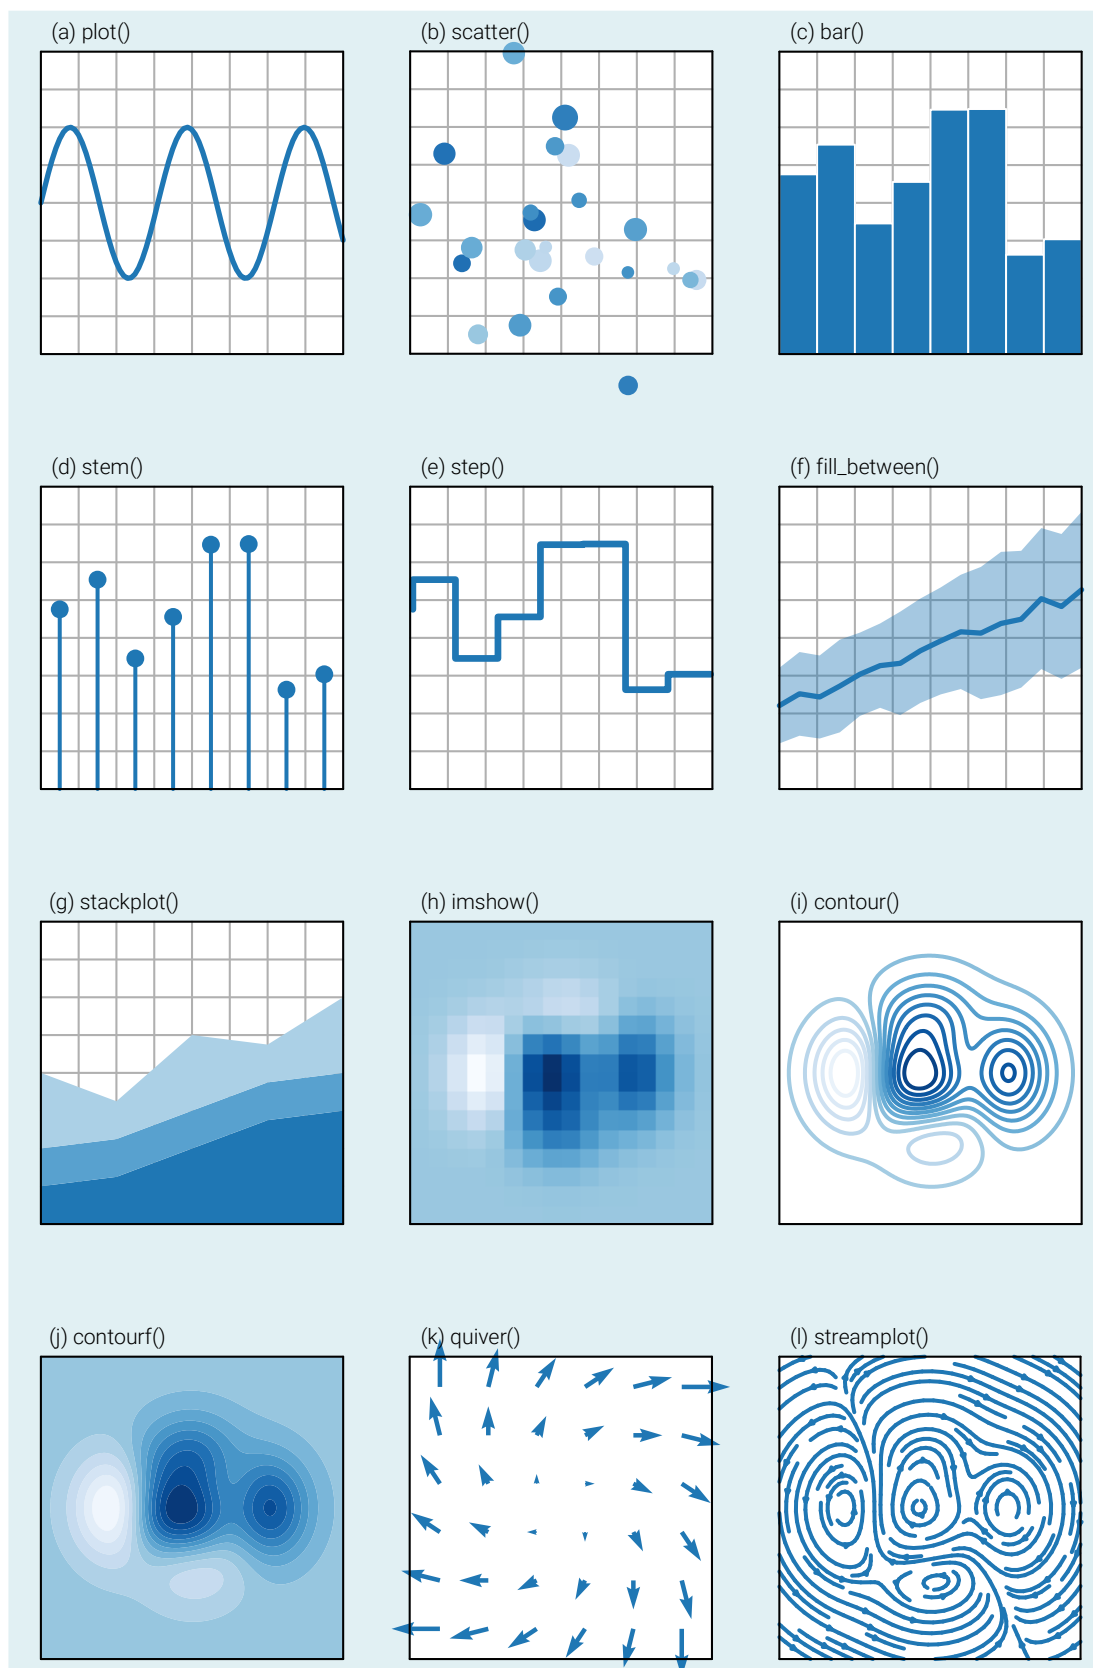 (a) plot()
(b) scatter()
(c) bar()
(d) stem()
(e) step()
(f) fill_between()
(g) stackplot()
(h) imshow()
(i) contour()
(j) contourf()
(k) quiver()
(l) streamplot()